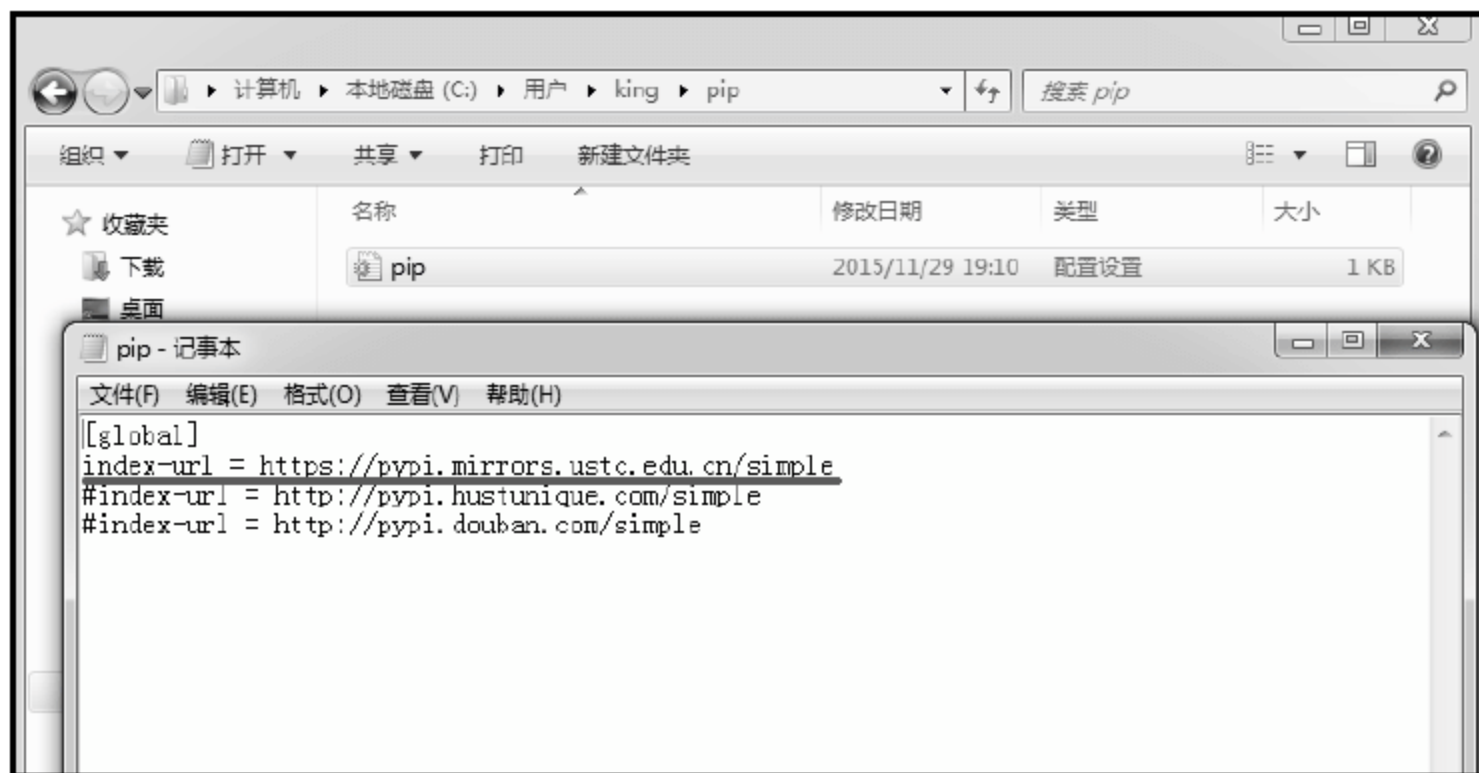 计算机 ▸ 本地磁盘 (C:) ▸ 用户 ▸ king ▸ pip
搜索 pip
组织 打开 共享 打印 新建文件夹
名称 修改日期 类型 大小
收藏夹
下载
pip 2015/11/29 19:10 配置设置 1 KB
桌面
pip - 记事本
文件(F) 编辑(E) 格式(O) 查看(V) 帮助(H)
[global]
index-url = https://pypi.mirrors.ustc.edu.cn/simple
#index-url = http://pypi.hustunique.com/simple
#index-url = http://pypi.douban.com/simple